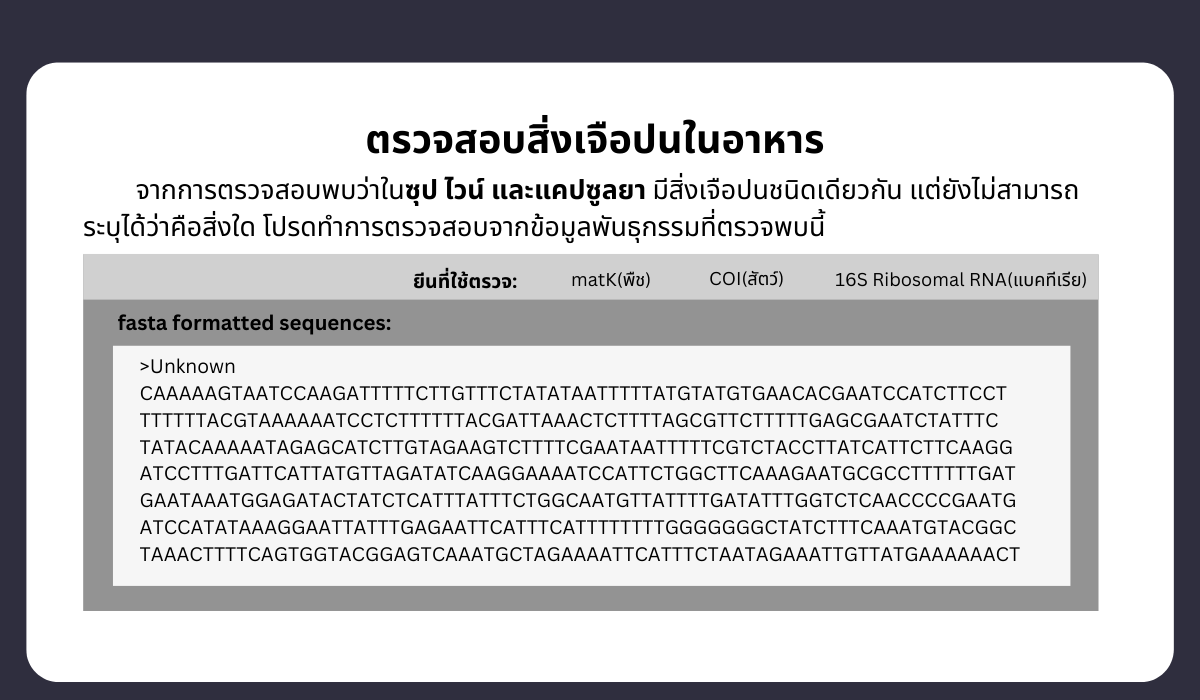 ตรวจสอบสิ่งเจือปนในอาหาร
จากการตรวจสอบพบว่าในซุป ไวน์ และแคปซูลยา มีสิ่งเจือปนชนิดเดียวกัน แต่ยังไม่สามารถ
ระบุได้ว่าคือสิ่งใด โปรดทำการตรวจสอบจากข้อมูลพันธุกรรมที่ตรวจพบนี้
ยีนที่ใช้ตรวจ: matK(พืช) COI(สัตว์) 16S Ribosomal RNA(แบคทีเรีย)
fasta formatted sequences:
>Unknown
CAAAAAGTAATCCAAGATTTTTCTTGTTTCTATATAATTTTTATGTATGTGAACACGAATCCATCTTCCT
TTTTTTACGTAAAAAATCCTCTTTTTTACGATTAAACTCTTTTAGCGTTCTTTTTGAGCGAATCTATTTC
TATACAAAAATAGAGCATCTTGTAGAAGTCTTTTCGAATAATTTTTCGTCTACCTTATCATTCTTCAAGG
ATCCTTTGATTCATTATGTTAGATATCAAGGAAAATCCATTCTGGCTTCAAAGAATGCGCCTTTTTTGAT
GAATAAATGGAGATACTATCTCATTTATTTCTGGCAATGTTATTTTGATATTTGGTCTCAACCCCGAATG
ATCCATATAAAGGAATTATTTGAGAATTCATTTCATTTTTTTTGGGGGGGCTATCTTTCAAATGTACGGC
TAAACTTTTCAGTGGTACGGAGTCAAATGCTAGAAAATTCATTTCTAATAGAAATTGTTATGAAAAAACT